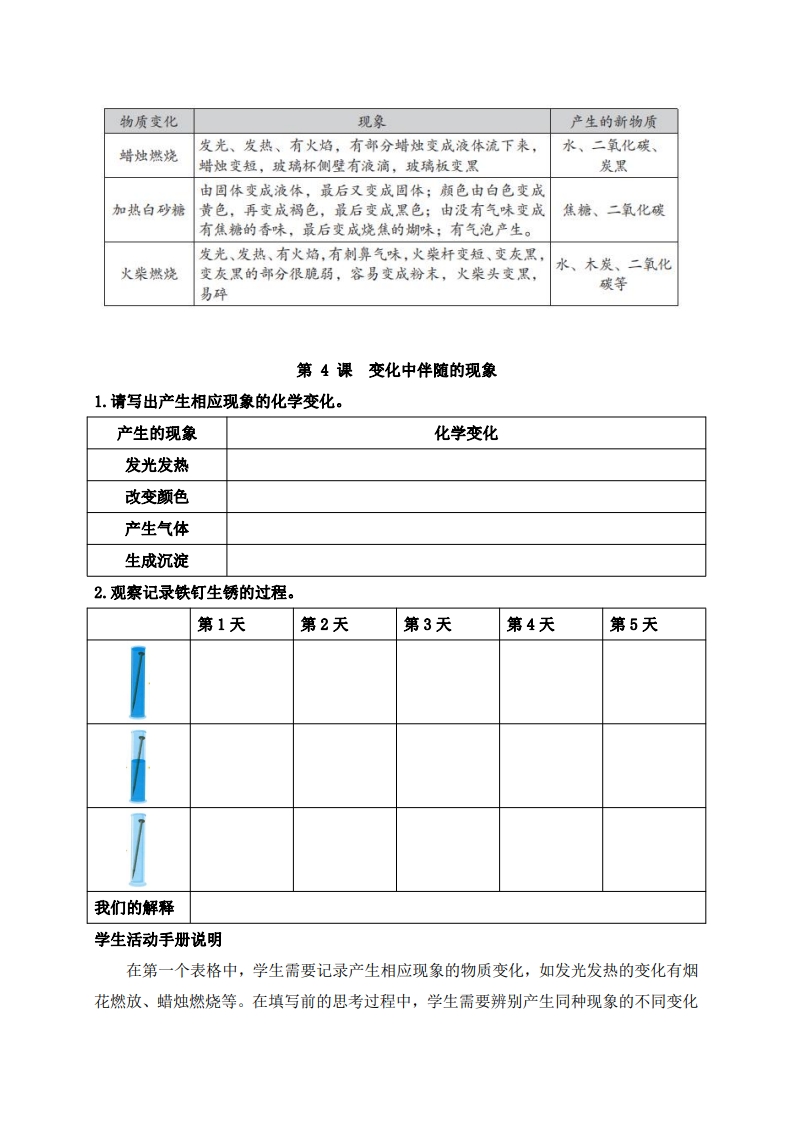 物质变化 现象 产生的新物质
蜡烛燃烧
发光、发热、有火焰，有部分蜡烛变成液体流下来，
蜡烛变短，玻璃杯侧壁有液滴，玻璃板变黑
水、二氧化碳、
炭黑
加热白砂糖
由固体变成液体，最后又变成固体；颜色由白色变成
黄色，再变成褐色，最后变成黑色；由没有气味变成
有焦糖的香味，最后变成烧焦的煳味；有气泡产生。
焦糖、二氧化碳
火柴燃烧
发光、发热、有火焰，有刺鼻气味，火柴杆变短、变灰黑，
变灰黑的部分很脆弱，容易变成粉末，火柴头变黑，
易碎
水、木炭、二氧化
碳等
第 4 课 变化中伴随的现象
1.请写出产生相应现象的化学变化。
产生的现象 化学变化
发光发热
改变颜色
产生气体
生成沉淀
2.观察记录铁钉生锈的过程。
第 1 天 第 2 天 第 3 天 第 4 天 第 5 天
我们的解释
学生活动手册说明
在第一个表格中，学生需要记录产生相应现象的物质变化，如发光发热的变化有烟
花燃放、蜡烛燃烧等。在填写前的思考过程中，学生需要辨别产生同种现象的不同变化